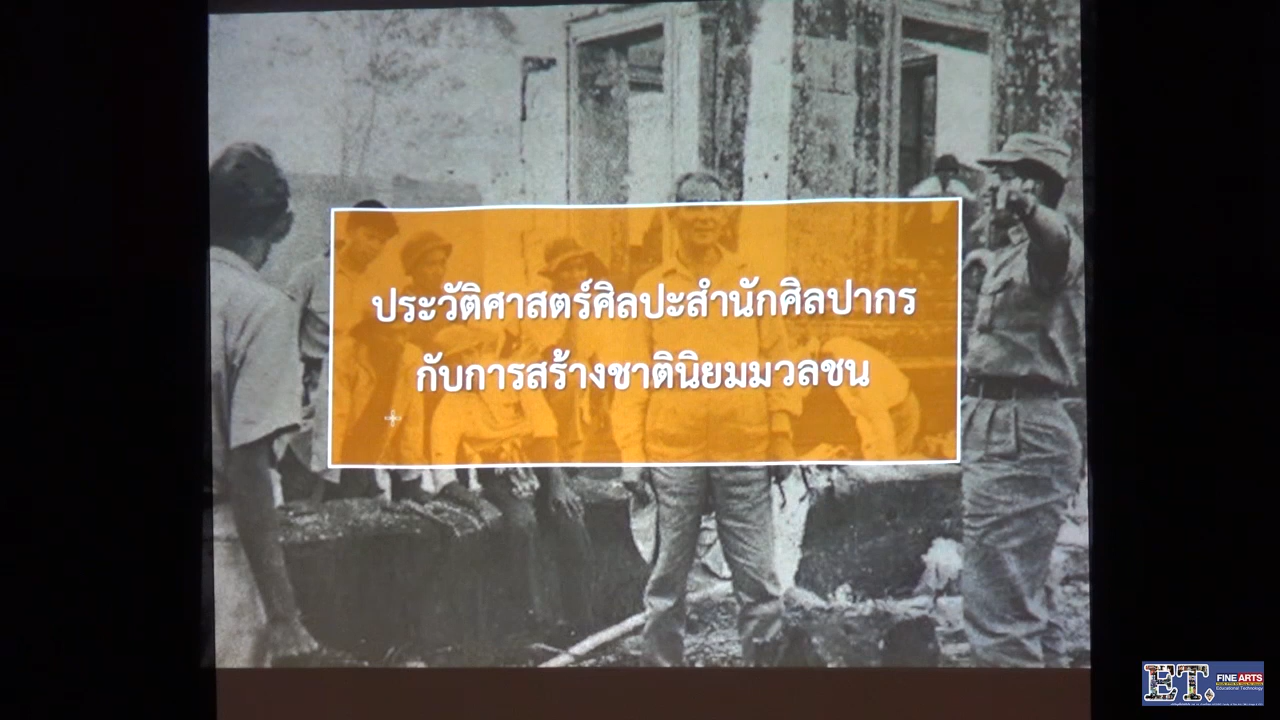 ประวัติศาสตร์ศิลปะสำนักศิลปากร
กับการสร้างชาตินิยมมวลชน
ET.
FINE ARTS
Educational Technology